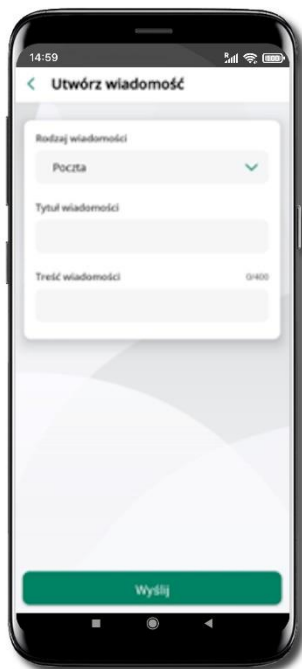 14:59
Utwórz wiadomość
Rodzaj wiadomości
Poczta
Tytuł wiadomości
Treść wiadomości 0/400
Wyślij